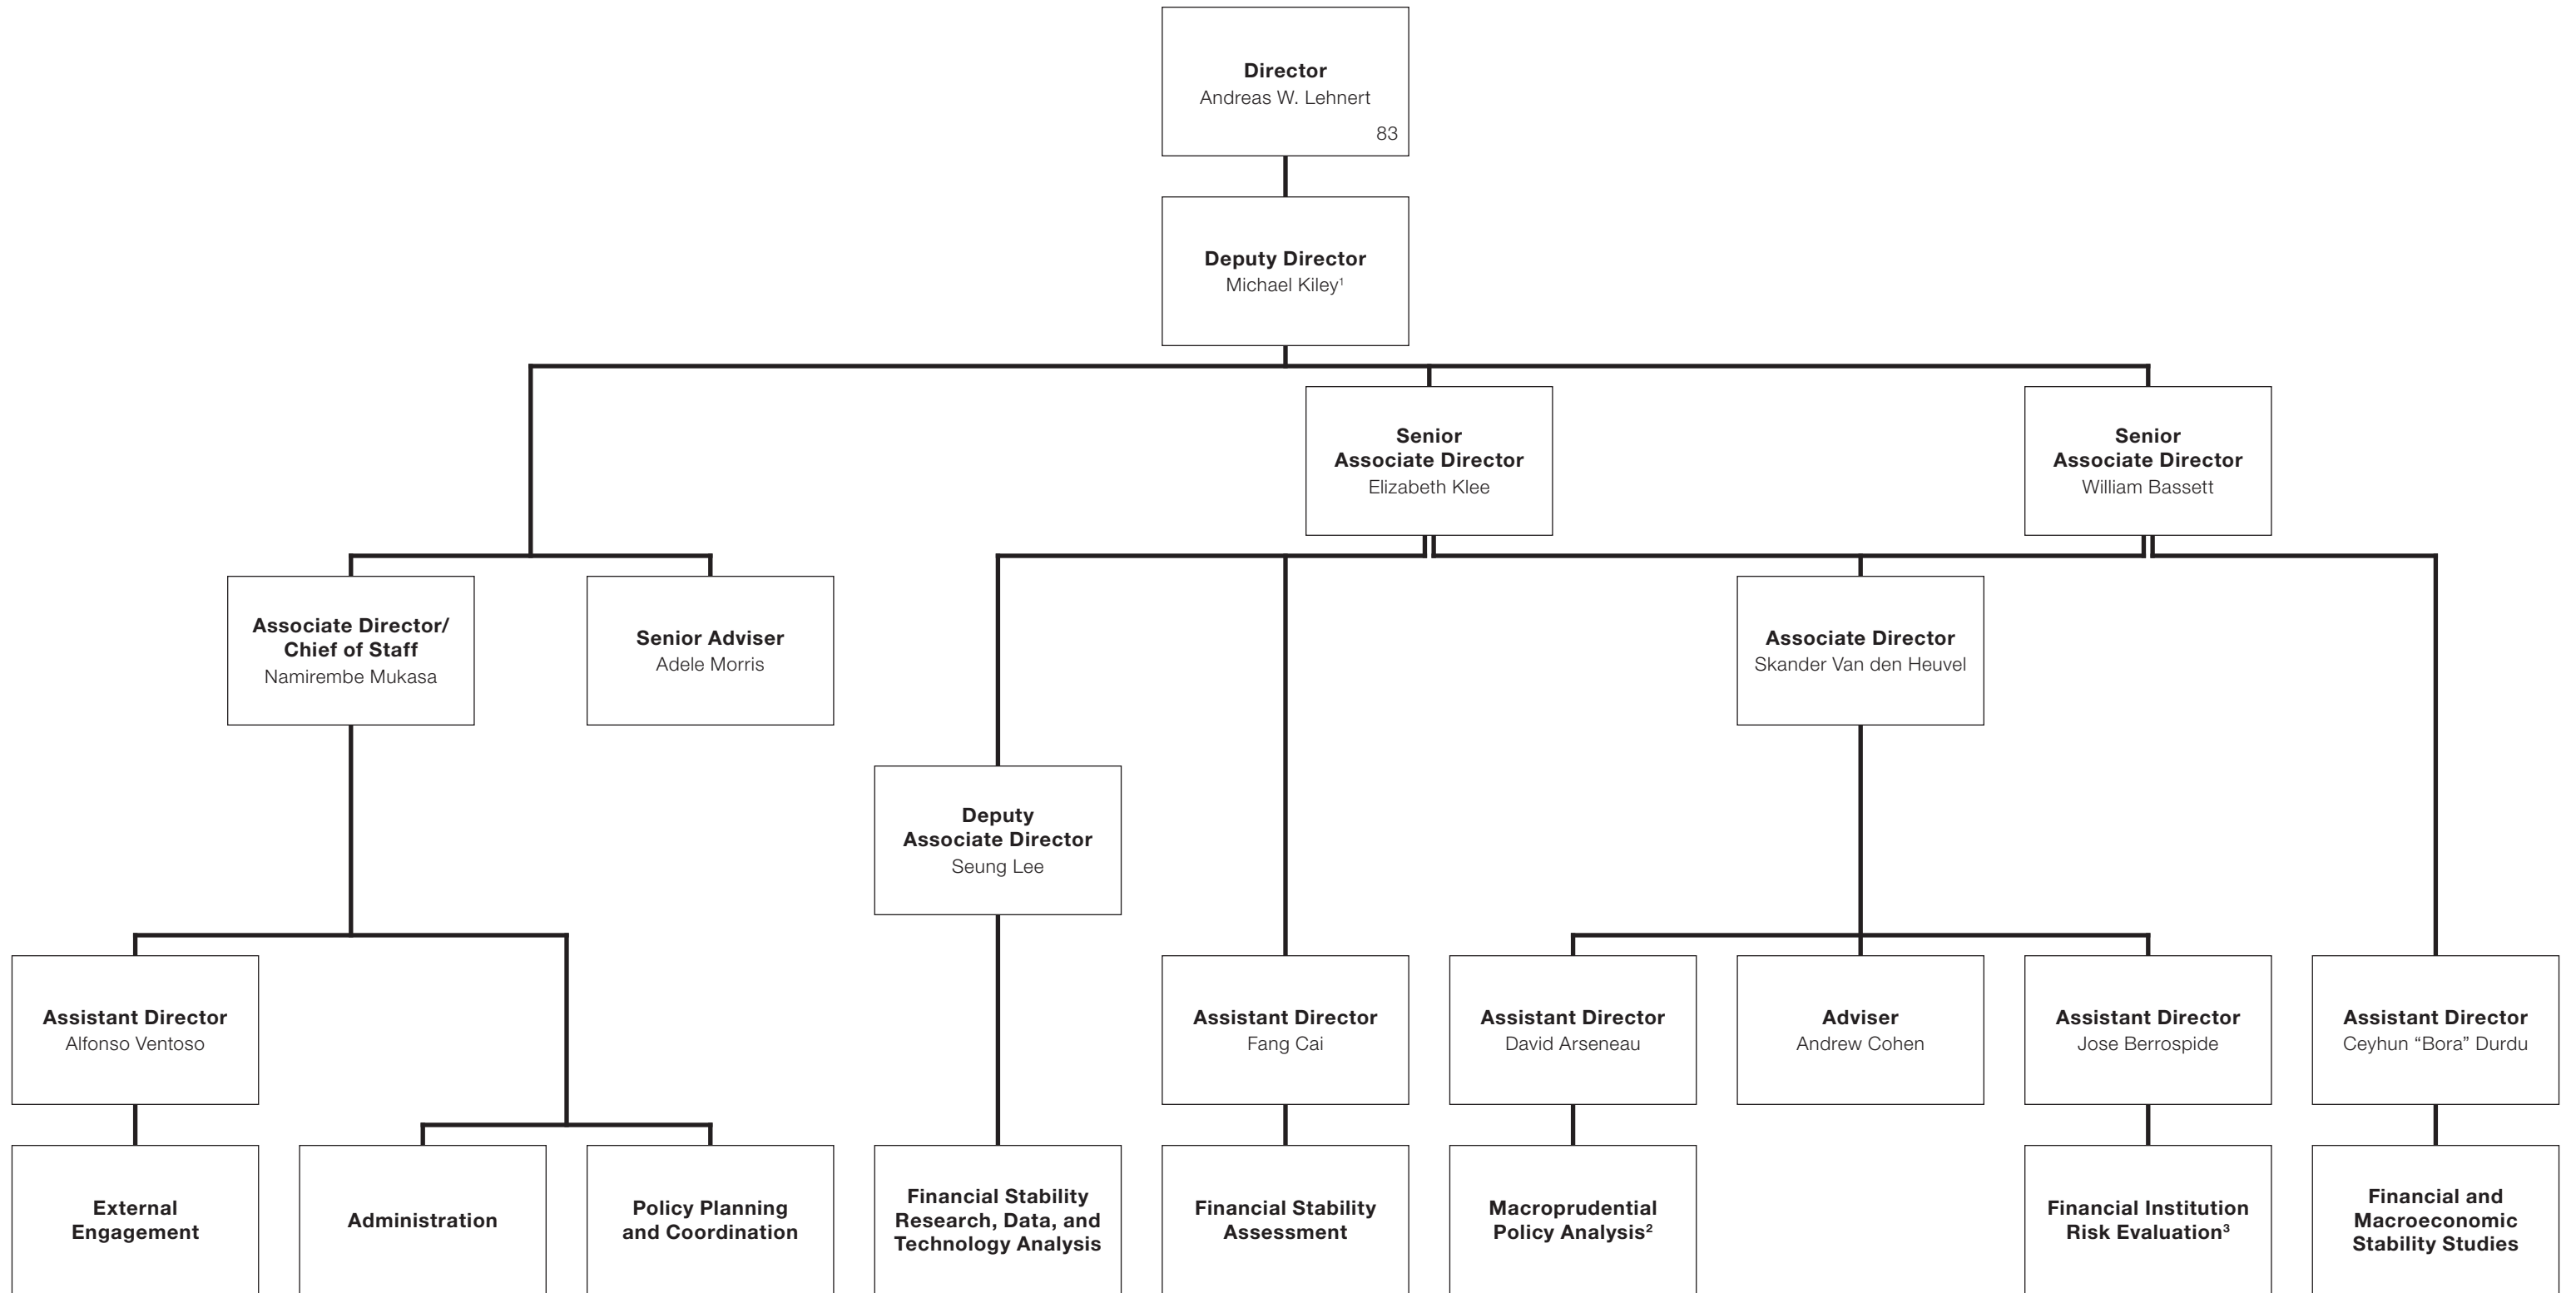 Director
Andreas W. Lehnert
83
Deputy Director
Michael Kiley¹
Senior
Associate Director
Elizabeth Klee
Senior
Associate Director
William Bassett
Associate Director/
Chief of Staff
Namirembe Mukasa
Senior Adviser
Adele Morris
Associate Director
Skander Van den Heuvel
Deputy
Associate Director
Seung Lee
Assistant Director
Alfonso Ventoso
Assistant Director
Fang Cai
Assistant Director
David Arseneau
Adviser
Andrew Cohen
Assistant Director
Jose Berrospide
Assistant Director
Ceyhun “Bora” Durdu
External
Engagement
Administration
Policy Planning
and Coordination
Financial Stability
Research, Data, and
Technology Analysis
Financial Stability
Assessment
Macroprudential
Policy Analysis²
Financial Institution
Risk Evaluation³
Financial and
Macroeconomic
Stability Studies